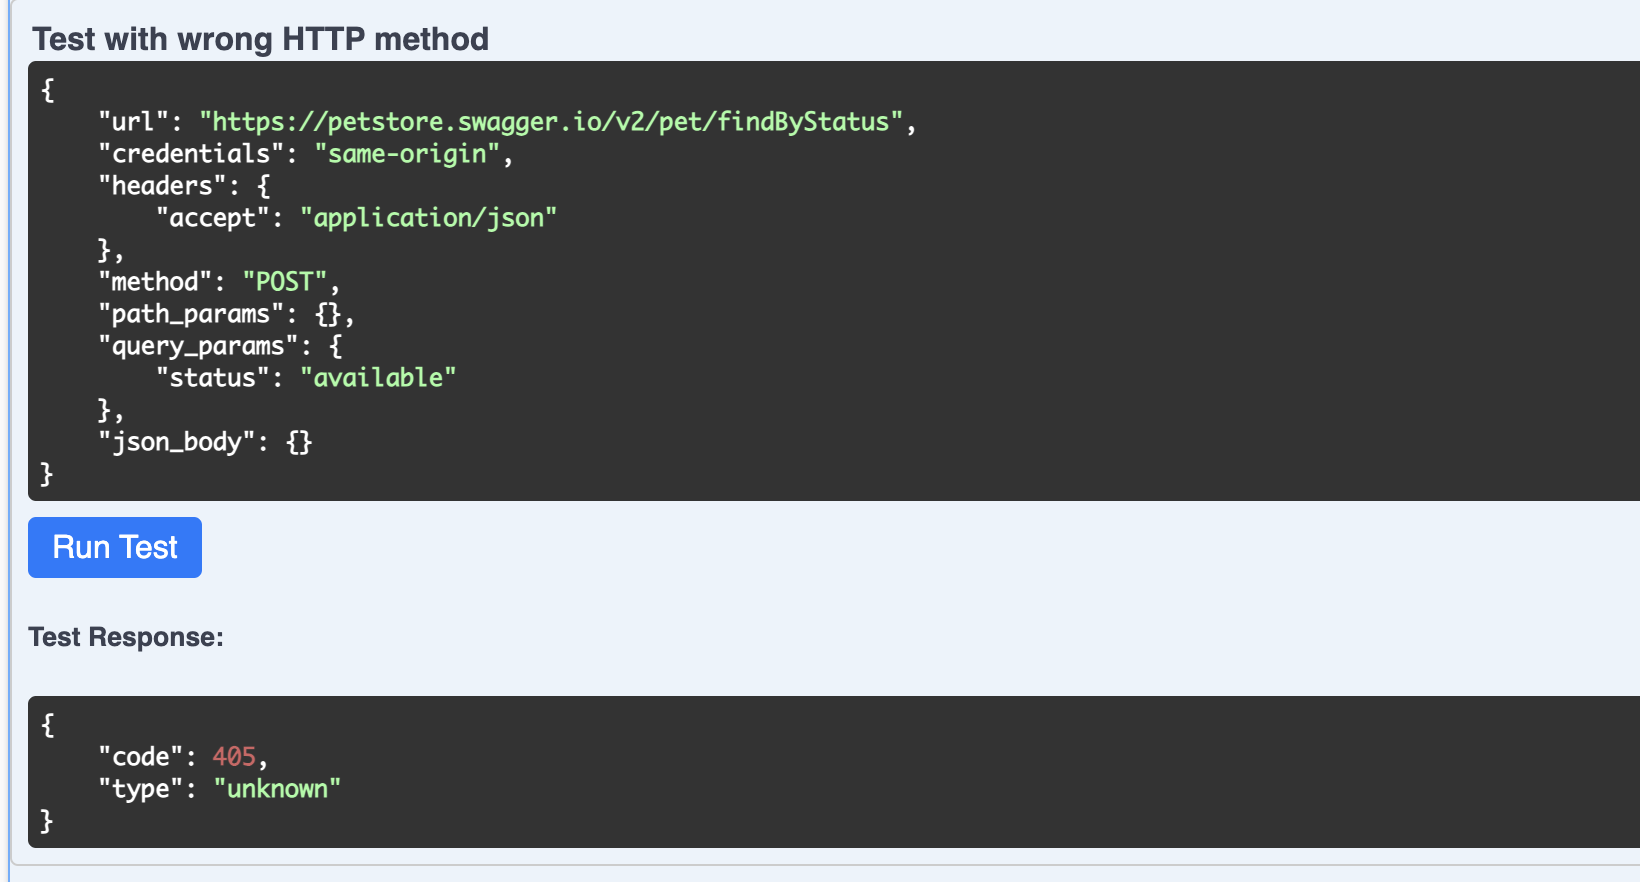 Test with wrong HTTP method
{
    "url": "https://petstore.swagger.io/v2/pet/findByStatus",
    "credentials": "same-origin",
    "headers": {
        "accept": "application/json"
    },
    "method": "POST",
    "path_params": {},
    "query_params": {
        "status": "available"
    },
    "json_body": {}
}
Run Test
Test Response:
{
    "code": 405,
    "type": "unknown"
}